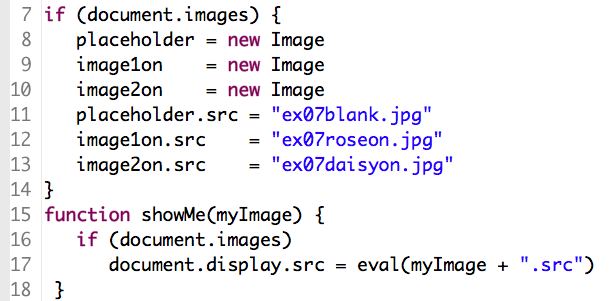 7 if (document.images) {
8    placeholder = new Image
9    image1on    = new Image
10    image2on    = new Image
11    placeholder.src = "ex07blank.jpg"
12    image1on.src    = "ex07roseon.jpg"
13    image2on.src    = "ex07daisyon.jpg"
14 }
15 function showMe(myImage) {
16    if (document.images)
17       document.display.src = eval(myImage + ".src")
18  }